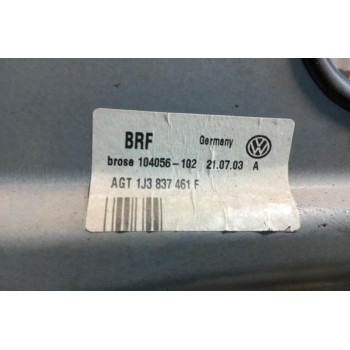 BRF Germany
brose 104056-102 21.07.03 A
AGT 1J3 837 461 F